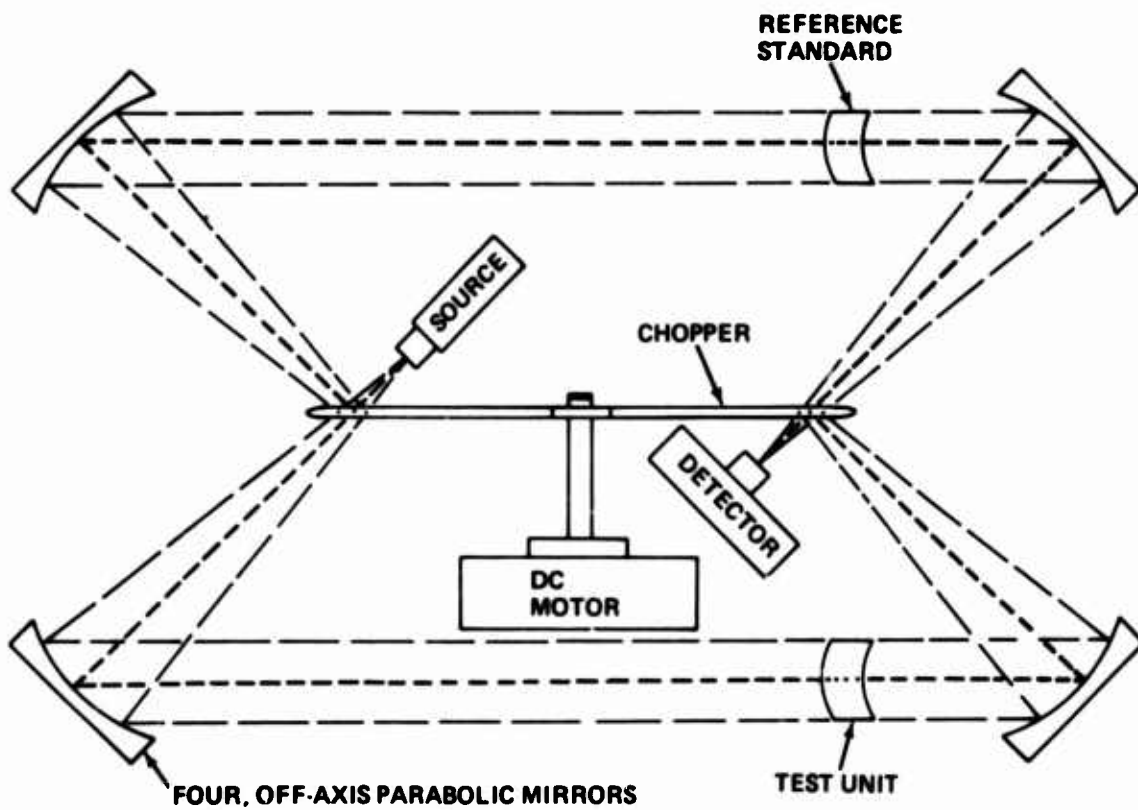 REFERENCE
STANDARD
SOURCE
CHOPPER
DETECTOR
DC
MOTOR
TEST UNIT
FOUR, OFF-AXIS PARABOLIC MIRRORS